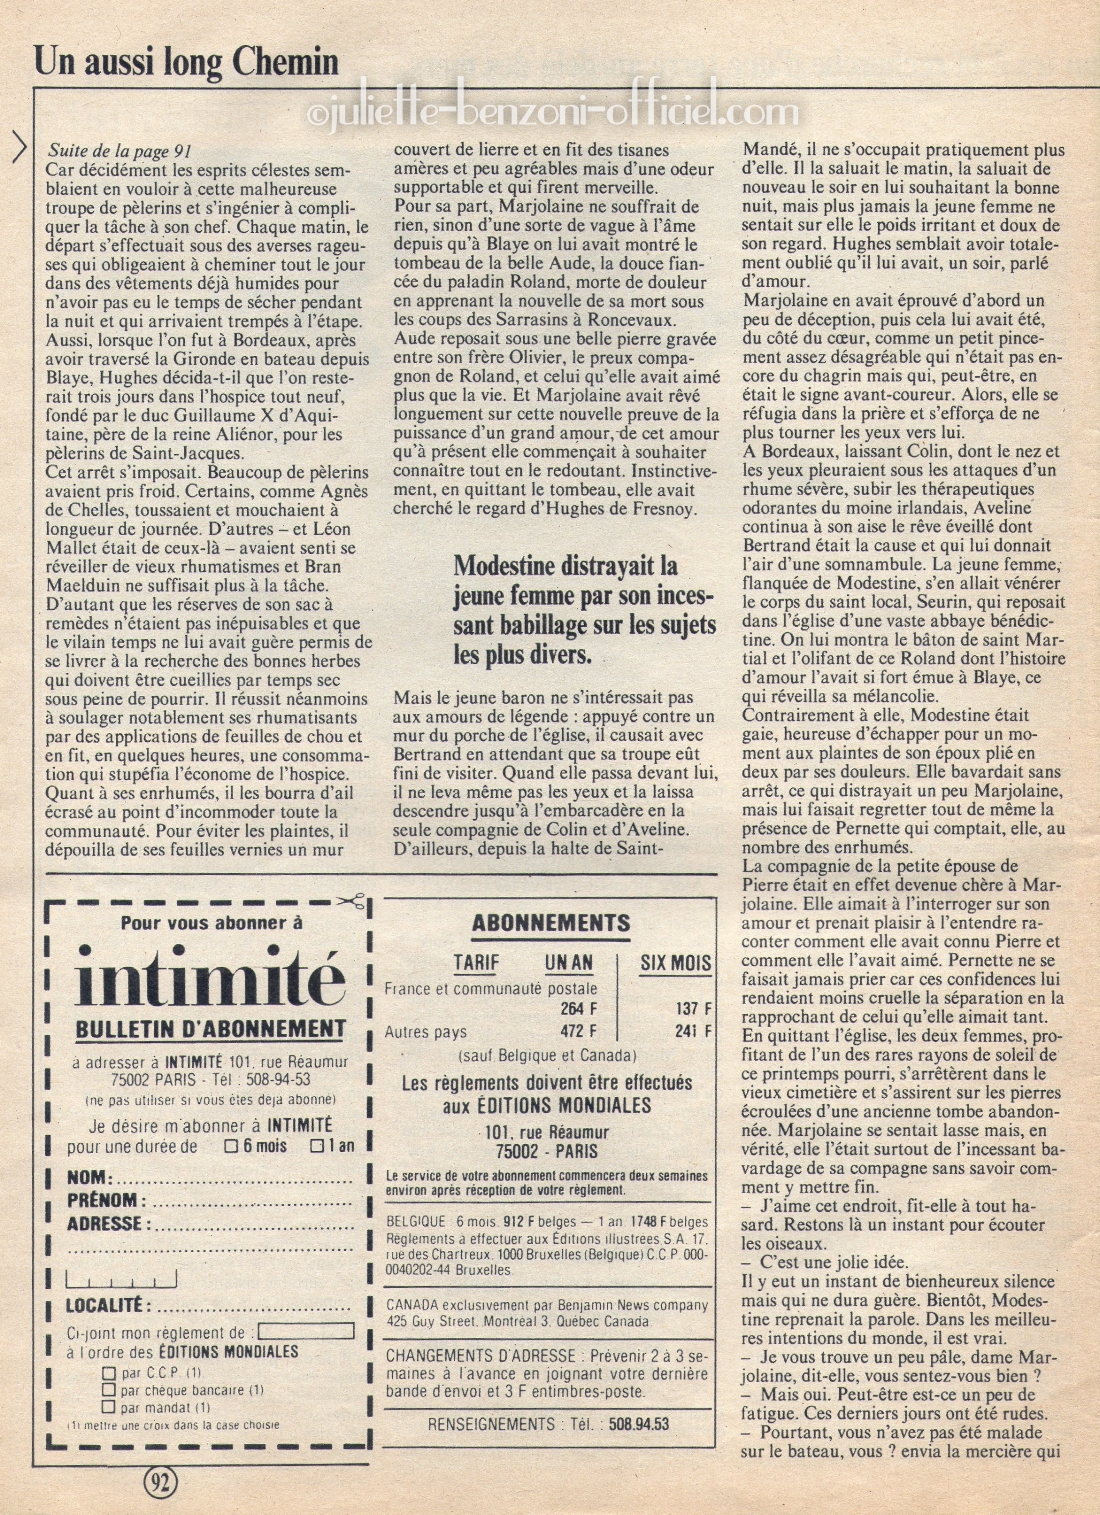 Un aussi long Chemin
©juliette-benzoni-officiel.com
Suite de la page 91
Car décidément les esprits célestes sem-
blaient en vouloir à cette malheureuse
troupe de pèlerins et s'ingénier à compli-
quer la tâche à son chef. Chaque matin, le
départ s'effectuait sous des averses rageu-
ses qui obligeaient à cheminer tout le jour
dans des vêtements déjà humides pour
n'avoir pas eu le temps de sécher pendant
la nuit et qui arrivaient trempés à l'étape.
Aussi, lorsque l'on fut à Bordeaux, après
avoir traversé la Gironde en bateau depuis
Blaye, Hughes décida-t-il que l'on reste-
rait trois jours dans l'hospice tout neuf,
fondé par le duc Guillaume X d'Aqui-
taine, père de la reine Aliénor, pour les
pèlerins de Saint-Jacques.
Cet arrêt s'imposait. Beaucoup de pèlerins
avaient pris froid. Certains, comme Agnès
de Chelles, toussaient et mouchaient à
longueur de journée. D'autres – et Léon
Mallet était de ceux-là – avaient senti se
réveiller de vieux rhumatismes et Bran
Maelduin ne suffisait plus à la tâche.
D'autant que les réserves de son sac à
remèdes n'étaient pas inépuisables et que
le vilain temps ne lui avait guère permis de
se livrer à la recherche des bonnes herbes
qui doivent être cueillies par temps sec
sous peine de pourrir. Il réussit néanmoins
à soulager notablement ses rhumatisants
par des applications de feuilles de chou et
en fit, en quelques heures, une consomma-
tion qui stupéfia l'économe de l'hospice.
Quant à ses enrhumés, il les bourra d'ail
écrasé au point d'incommoder toute la
communauté. Pour éviter les plaintes, il
dépouilla de ses feuilles vernies un mur
couvert de lierre et en fit des tisanes
amères et peu agréables mais d'une odeur
supportable et qui firent merveille.
Pour sa part, Marjolaine ne souffrait de
rien, sinon d'une sorte de vague à l'âme
depuis qu'à Blaye on lui avait montré le
tombeau de la belle Aude, la douce fian-
cée du paladin Roland, morte de douleur
en apprenant la nouvelle de sa mort sous
les coups des Sarrasins à Roncevaux.
Aude reposait sous une belle pierre gravée
entre son frère Olivier, le preux compa-
gnon de Roland, et celui qu'elle avait aimé
plus que la vie. Et Marjolaine avait rêvé
longuement sur cette nouvelle preuve de la
puissance d'un grand amour, de cet amour
qu'à présent elle commençait à souhaiter
connaître tout en le redoutant. Instinctive-
ment, en quittant le tombeau, elle avait
cherché le regard d'Hughes de Fresnoy.
Modestine distrayait la
jeune femme par son inces-
sant babillage sur les sujets
les plus divers.
Mais le jeune baron ne s'intéressait pas
aux amours de légende : appuyé contre un
mur du porche de l'église, il causait avec
Bertrand en attendant que sa troupe eût
fini de visiter. Quand elle passa devant lui,
il ne leva même pas les yeux et la laissa
descendre jusqu'à l'embarcadère en la
seule compagnie de Colin et d'Aveline.
D'ailleurs, depuis la halte de Saint-
Mandé, il ne s'occupait pratiquement plus
d'elle. Il la saluait le matin, la saluait de
nouveau le soir en lui souhaitant la bonne
nuit, mais plus jamais la jeune femme ne
sentait sur elle le poids irritant et doux de
son regard. Hughes semblait avoir totale-
ment oublié qu'il lui avait, un soir, parlé
d'amour.
Marjolaine en avait éprouvé d'abord un
peu de déception, puis cela lui avait été,
du côté du cœur, comme un petit pince-
ment assez désagréable qui n'était pas en-
core du chagrin mais qui, peut-être, en
était le signe avant-coureur. Alors, elle se
réfugia dans la prière et s'efforça de ne
plus tourner les yeux vers lui.
A Bordeaux, laissant Colin, dont le nez et
les yeux pleuraient sous les attaques d'un
rhume sévère, subir les thérapeutiques
odorantes du moine irlandais, Aveline
continua à son aise le rêve éveillé dont
Bertrand était la cause et qui lui donnait
l'air d'une somnambule. La jeune femme,
flanquée de Modestine, s'en allait vénérer
le corps du saint local, Seurin, qui reposait
dans l'église d'une vaste abbaye bénédic-
tine. On lui montra le bâton de saint Mar-
tial et l'olifant de ce Roland dont l'histoire
d'amour l'avait si fort émue à Blaye, ce
qui réveilla sa mélancolie.
Contrairement à elle, Modestine était
gaie, heureuse d'échapper pour un mo-
ment aux plaintes de son époux plié en
deux par ses douleurs. Elle bavardait sans
arrêt, ce qui distrayait un peu Marjolaine,
mais lui faisait regretter tout de même la
présence de Pernette qui comptait, elle, au
nombre des enrhumés.
La compagnie de la petite épouse de
Pierre était en effet devenue chère à Mar-
jolaine. Elle aimait à l'interroger sur son
amour et prenait plaisir à l'entendre ra-
conter comment elle avait connu Pierre et
comment elle l'avait aimé. Pernette ne se
faisait jamais prier car ces confidences lui
rendaient moins cruelle la séparation en la
rapprochant de celui qu'elle aimait tant.
En quittant l'église, les deux femmes, pro-
fitant de l'un des rares rayons de soleil de
ce printemps pourri, s'arrêtèrent dans le
vieux cimetière et s'assirent sur les pierres
écroulées d'une ancienne tombe abandon-
née. Marjolaine se sentait lasse mais, en
vérité, elle l'était surtout de l'incessant ba-
vardage de sa compagne sans savoir com-
ment y mettre fin.
– J'aime cet endroit, fit-elle à tout ha-
sard. Restons là un instant pour écouter
les oiseaux.
– C'est une jolie idée.
Il y eut un instant de bienheureux silence
mais qui ne dura guère. Bientôt, Modes-
tine reprenait la parole. Dans les meilleu-
res intentions du monde, il est vrai.
– Je vous trouve un peu pâle, dame Mar-
jolaine, dit-elle, vous sentez-vous bien ?
– Mais oui. Peut-être est-ce un peu de
fatigue. Ces derniers jours ont été rudes.
– Pourtant, vous n'avez pas été malade
sur le bateau, vous ? envia la mercière qui
Pour vous abonner à
intimité
BULLETIN D'ABONNEMENT
à adresser à INTIMITÉ 101, rue Réaumur
75002 PARIS - Tél : 508-94-53
(ne pas utiliser si vous êtes déjà abonné)
Je désire m'abonner à INTIMITÉ
pour une durée de □ 6 mois □ 1 an
NOM:
PRÉNOM :
ADRESSE :
LOCALITÉ :
Ci-joint mon règlement de :
à l'ordre des ÉDITIONS MONDIALES
□ par C.C.P. (1)
□ par chèque bancaire (1)
□ par mandat (1)
(1) mettre une croix dans la case choisie
ABONNEMENTS
TARIF UN AN SIX MOIS
France et communauté postale
264 F 137 F
Autres pays 472 F 241 F
(sauf Belgique et Canada)
Les règlements doivent être effectués
aux ÉDITIONS MONDIALES
101, rue Réaumur
75002 - PARIS
Le service de votre abonnement commencera deux semaines
environ après réception de votre règlement.
BELGIQUE 6 mois 912 F belges — 1 an 1748 F belges
Règlements à effectuer aux Éditions illustrées S.A. 17,
rue des Chartreux, 1000 Bruxelles (Belgique) C.C.P. 000-
0040202-44 Bruxelles
CANADA exclusivement par Benjamin News company
425 Guy Street, Montréal 3, Québec Canada
CHANGEMENTS D'ADRESSE : Prévenir 2 à 3 se-
maines à l'avance en joignant votre dernière
bande d'envoi et 3 F entimbres-poste.
RENSEIGNEMENTS : Tél. : 508.94.53
92